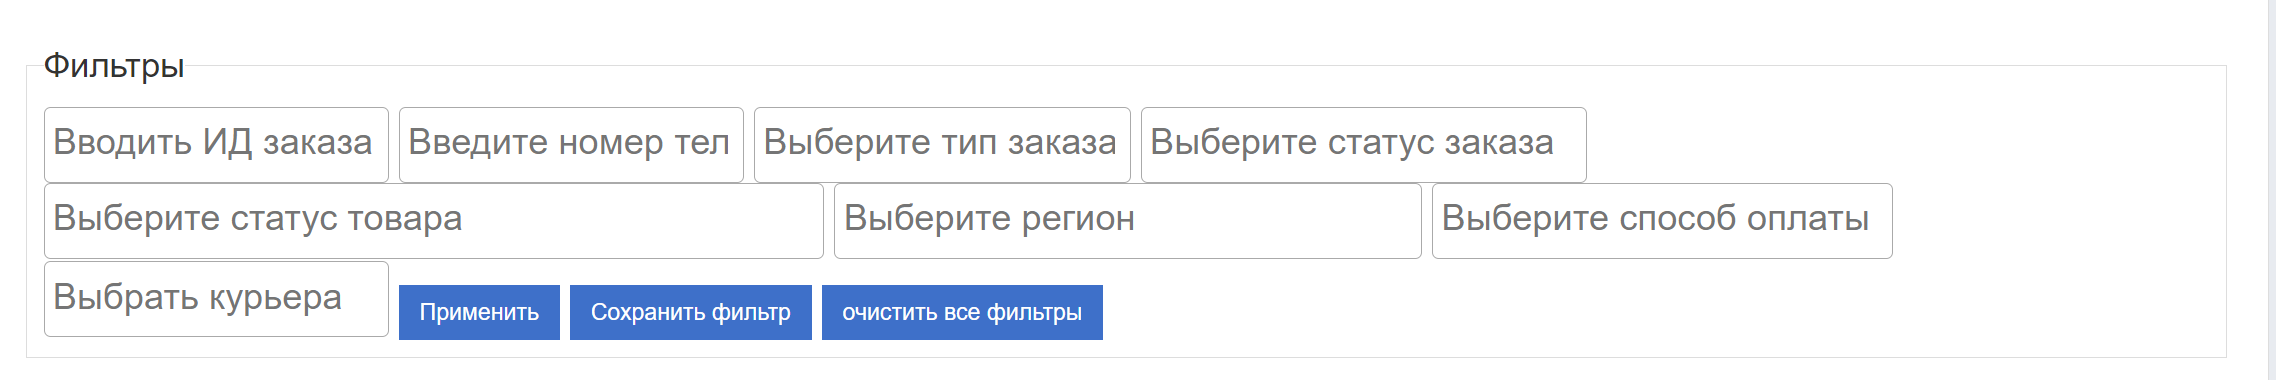 Фильтры
Вводить ИД заказа Введите номер тел Выберите тип заказа Выберите статус заказа
Выберите статус товара Выберите регион Выберите способ оплаты
Выбрать курьера Применить Сохранить фильтр очистить все фильтры